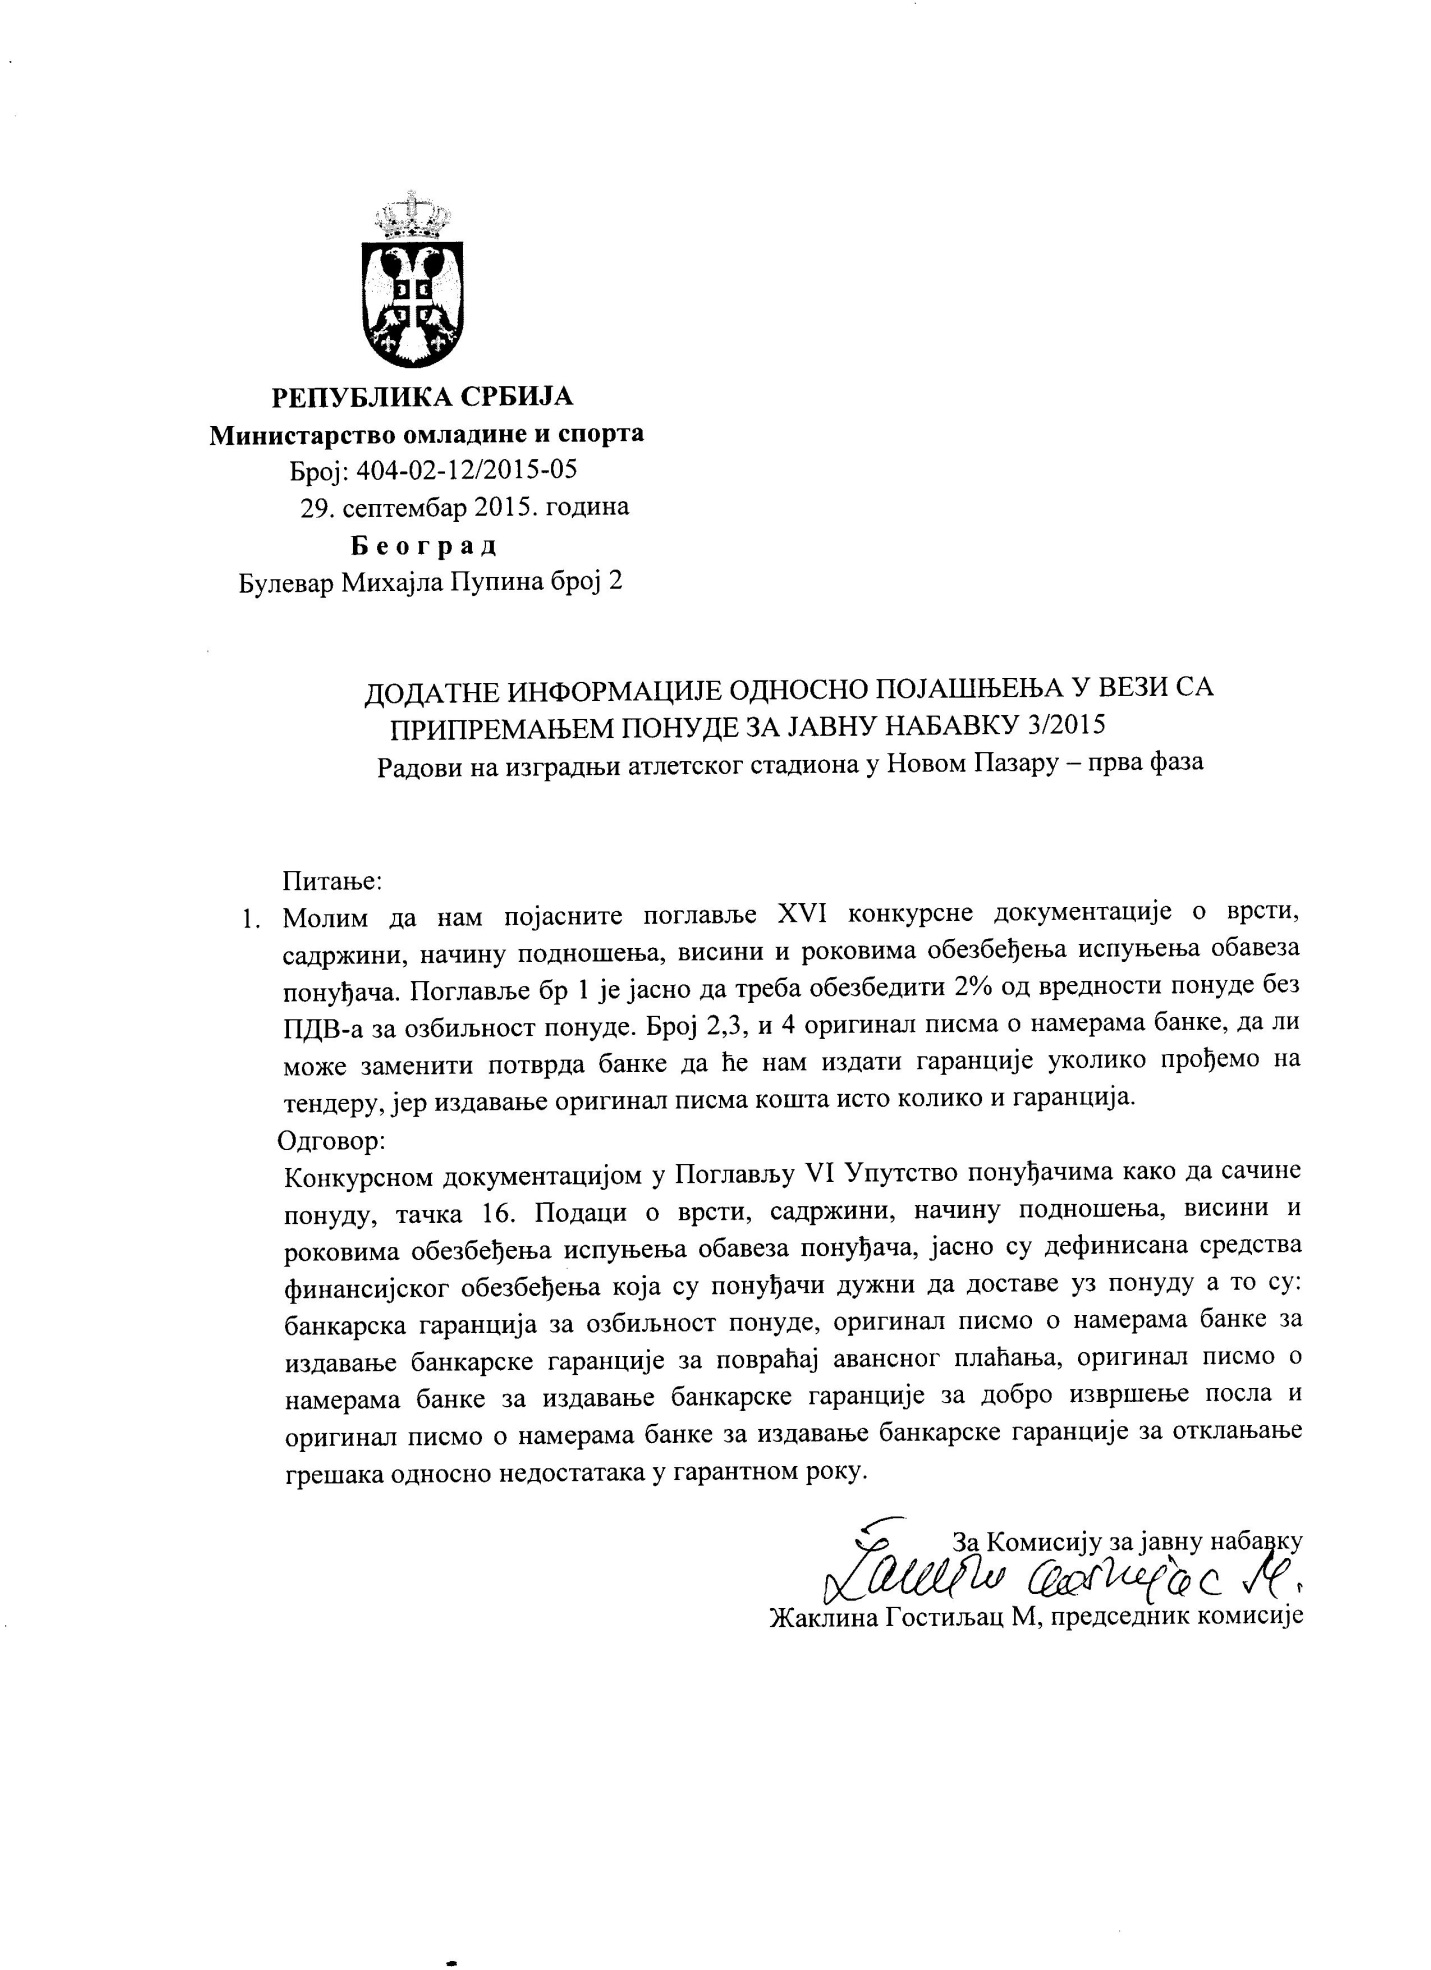 РЕПУБЛИКА СРБИЈА
Министарство омладине и спорта
Број: 404-02-12/2015-05
29. септембар 2015. година
Б е о г р а д
Булевар Михајла Пупина број 2
ДОДАТНЕ ИНФОРМАЦИЈЕ ОДНОСНО ПОЈАШЊЕЊА У ВЕЗИ СА
ПРИПРЕМАЊЕМ ПОНУДЕ ЗА ЈАВНУ НАБАВКУ 3/2015
Радови на изградњи атлетског стадиона у Новом Пазару – прва фаза
Питање:
1. Молим да нам појасните поглавље XVI конкурсне документације о врсти,
садржини, начину подношења, висини и роковима обезбеђења испуњења обавеза
понуђача. Поглавље бр 1 је јасно да треба обезбедити 2% од вредности понуде без
ПДВ-а за озбиљност понуде. Број 2,3, и 4 оригинал писма о намерама банке, да ли
може заменити потврда банке да ће нам издати гаранције уколико прођемо на
тендеру, јер издавање оригинал писма кошта исто колико и гаранција.
Одговор:
Конкурсном документацијом у Поглављу VI Упутство понуђачима како да сачине
понуду, тачка 16. Подаци о врсти, садржини, начину подношења, висини и
роковима обезбеђења испуњења обавеза понуђача, јасно су дефинисана средства
финансијског обезбеђења која су понуђачи дужни да доставе уз понуду а то су:
банкарска гаранција за озбиљност понуде, оригинал писмо о намерама банке за
издавање банкарске гаранције за повраћај авансног плаћања, оригинал писмо о
намерама банке за издавање банкарске гаранције за добро извршење посла и
оригинал писмо о намерама банке за издавање банкарске гаранције за отклањање
грешака односно недостатака у гарантном року.
За Комисију за јавну набавку
Жаклина Гостиљац М, председник комисије